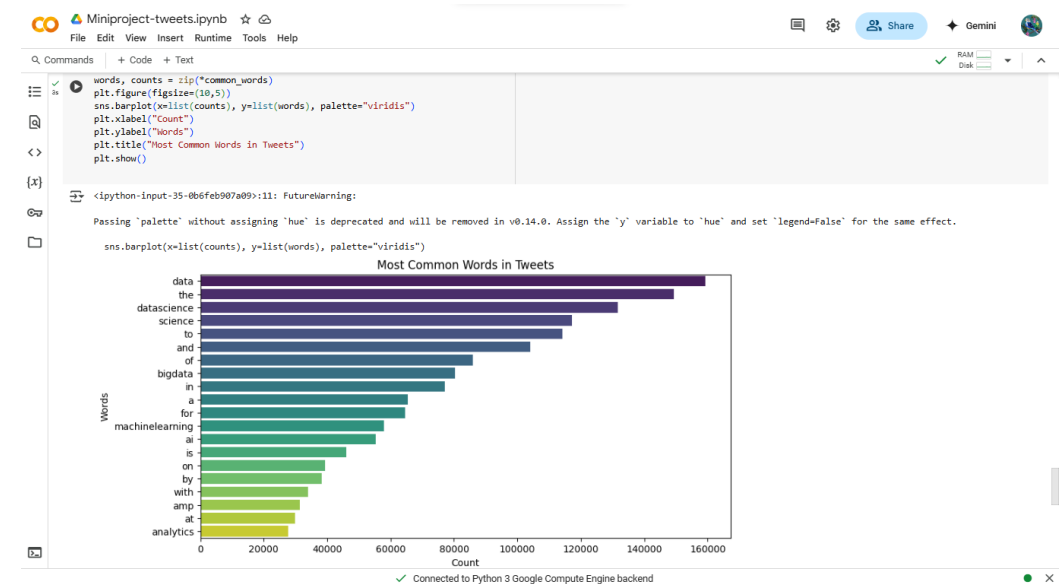 CO Miniproject-tweets.ipynb
Share
Gemini
File Edit View Insert Runtime Tools Help
Commands + Code + Text
RAM
Disk
3s
words, counts = zip(*common_words)
plt.figure(figsize=(10,5))
sns.barplot(x=list(counts), y=list(words), palette="viridis")
plt.xlabel("Count")
plt.ylabel("Words")
plt.title("Most Common Words in Tweets")
plt.show()
{x}
<ipython-input-35-0b6feb907a09>:11: FutureWarning:
Passing `palette` without assigning `hue` is deprecated and will be removed in v0.14.0. Assign the `y` variable to `hue` and set `legend=False` for the same effect.
sns.barplot(x=list(counts), y=list(words), palette="viridis")
Most Common Words in Tweets
Words
data
the
datascience
science
to
and
of
bigdata
in
a
for
machinelearning
ai
is
on
by
with
amp
at
analytics
0 20000 40000 60000 80000 100000 120000 140000 160000
Count
Connected to Python 3 Google Compute Engine backend